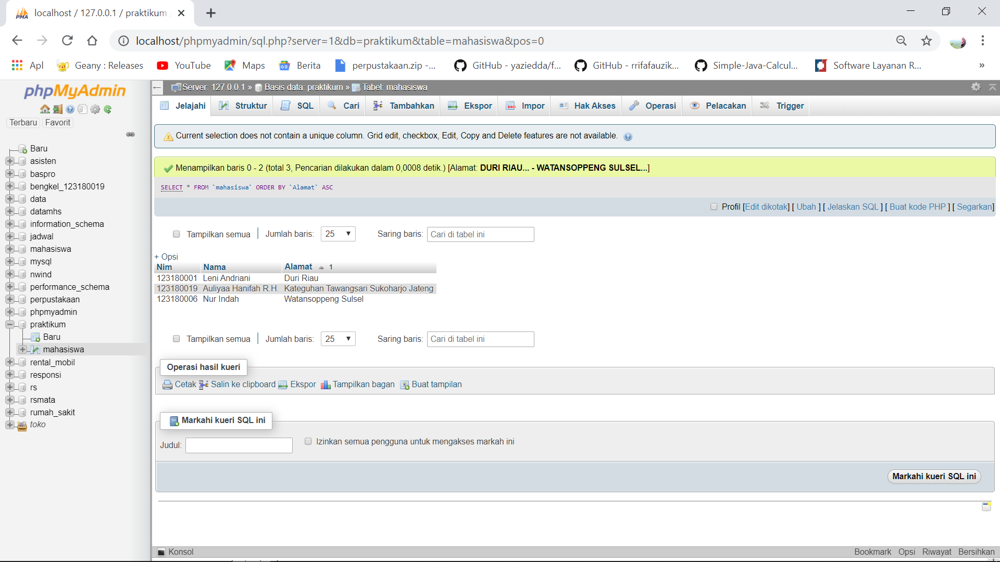 localhost / 127.0.0.1 / praktikum
localhost/phpmyadmin/sql.php?server=1&db=praktikum&table=mahasiswa&pos=0
Apl Geany : Releases YouTube Maps Berita perpustakaan.zip -... GitHub - yaziedda/f... GitHub - rrifafauzik... Simple-Java-Calcul... Software Layanan R... »
phpMyAdmin
Terbaru Favorit
Baru
asisten
baspro
bengkel_123180019
data
datamhs
information_schema
jadwal
mahasiswa
mysql
nwind
performance_schema
perpustakaan
phpmyadmin
praktikum
Baru
mahasiswa
rental_mobil
responsi
rs
rsmata
rumah_sakit
toko
Server: 127.0.0.1 » Basis data: praktikum » Tabel: mahasiswa
Jelajahi Struktur SQL Cari Tambahkan Ekspor Impor Hak Akses Operasi Pelacakan Trigger
Current selection does not contain a unique column. Grid edit, checkbox, Edit, Copy and Delete features are not available.
Menampilkan baris 0 - 2 (total 3, Pencarian dilakukan dalam 0,0008 detik.) [Alamat: DURI RIAU... - WATANSOPPENG SULSEL...]
SELECT * FROM `mahasiswa` ORDER BY `Alamat` ASC
Profil [Edit dikotak] [ Ubah ] [ Jelaskan SQL ] [ Buat kode PHP ] [ Segarkan]
Tampilkan semua | Jumlah baris: 25 Saring baris: Cari di tabel ini
+ Opsi
Nim Nama Alamat 1
123180001 Leni Andriani Duri Riau
123180019 Auliyaa Hanifah R.H. Kateguhan Tawangsari Sukoharjo Jateng
123180006 Nur Indah Watansoppeng Sulsel
Tampilkan semua | Jumlah baris: 25 Saring baris: Cari di tabel ini
Operasi hasil kueri
Cetak Salin ke clipboard Ekspor Tampilkan bagan Buat tampilan
Markahi kueri SQL ini
Judul: Izinkan semua pengguna untuk mengakses markah ini
Markahi kueri SQL ini
Konsol Bookmark Opsi Riwayat Bersihkan